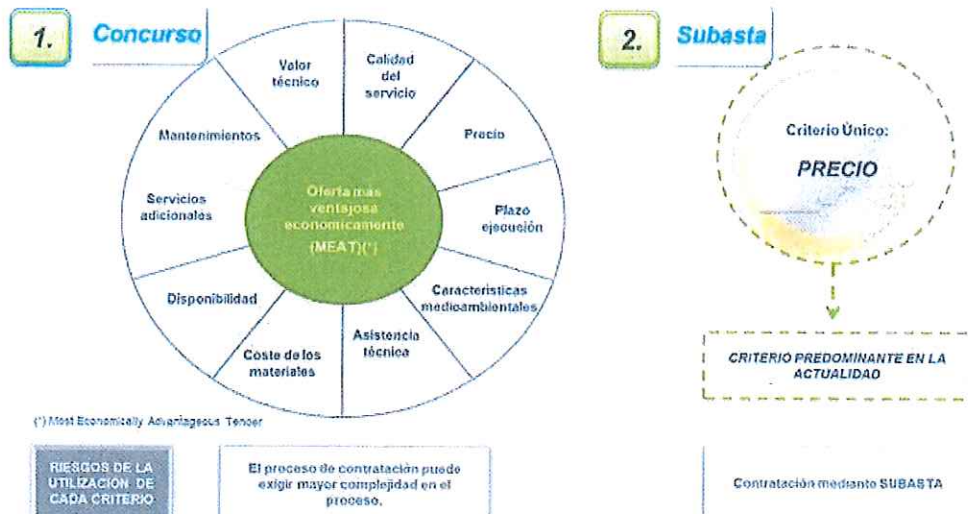 1.
Concurso
Valor
técnico
Calidad
del
servicio
Mantenimientos
Precio
Servicios
adicionales
Oferta mas
ventajosa
economicamente
(MEAT)(*)
Plazo
ejecución
Disponibilidad
Características
medioambientales
Coste de los
materiales
Asistencia
técnica
(*) Most Economically Advantageous Tender
2.
Subasta
Criterio Único:
PRECIO
CRITERIO PREDOMINANTE EN LA
ACTUALIDAD
RIESGOS DE LA
UTILIZACIÓN DE
CADA CRITERIO
El proceso de contratación puede
exigir mayor complejidad en el
proceso.
Contratación mediante SUBASTA